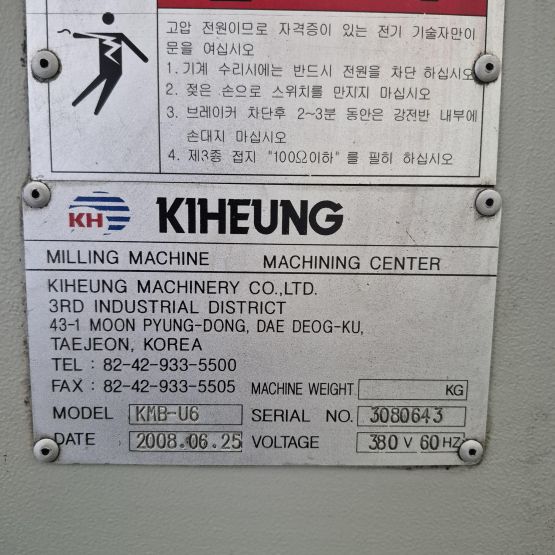 고압 전원이므로 자격증이 있는 전기 기술자만이
문을 여십시오
1. 기계 수리시에는 반드시 전원을 차단 하십시오
2. 젖은 손으로 스위치를 만지지 마십시오
3. 브레이커 차단후 2~3분 동안은 강전반 내부에
손대지 마십시오
4. 제3종 접지 "100Ω이하" 를 필히 하십시오
KH KIHEUNG
MILLING MACHINE MACHINING CENTER
KIHEUNG MACHINERY CO.,LTD.
3RD INDUSTRIAL DISTRICT
43-1 MOON PYUNG-DONG, DAE DEOG-KU,
TAEJEON, KOREA
TEL : 82-42-933-5500
FAX : 82-42-933-5505 MACHINE WEIGHT KG
MODEL KMB-U6 SERIAL NO. 3080643
DATE 2008.06.25 VOLTAGE 380 V 60 HZ